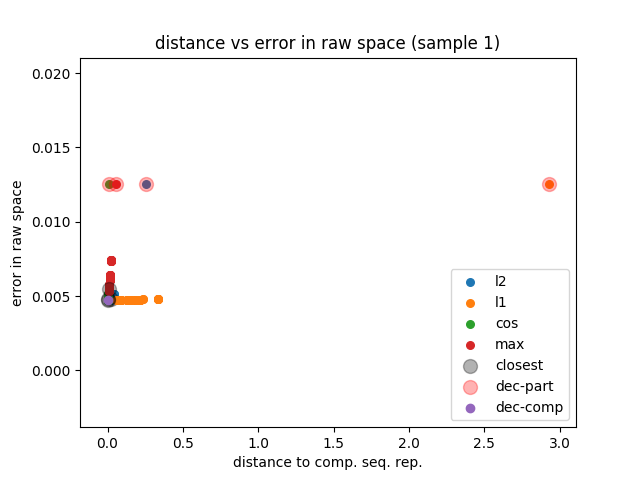 distance vs error in raw space (sample 1)
error in raw space
0.020
0.015
0.010
0.005
0.000
0.0 0.5 1.0 1.5 2.0 2.5 3.0
distance to comp. seq. rep.
l2
l1
cos
max
closest
dec-part
dec-comp